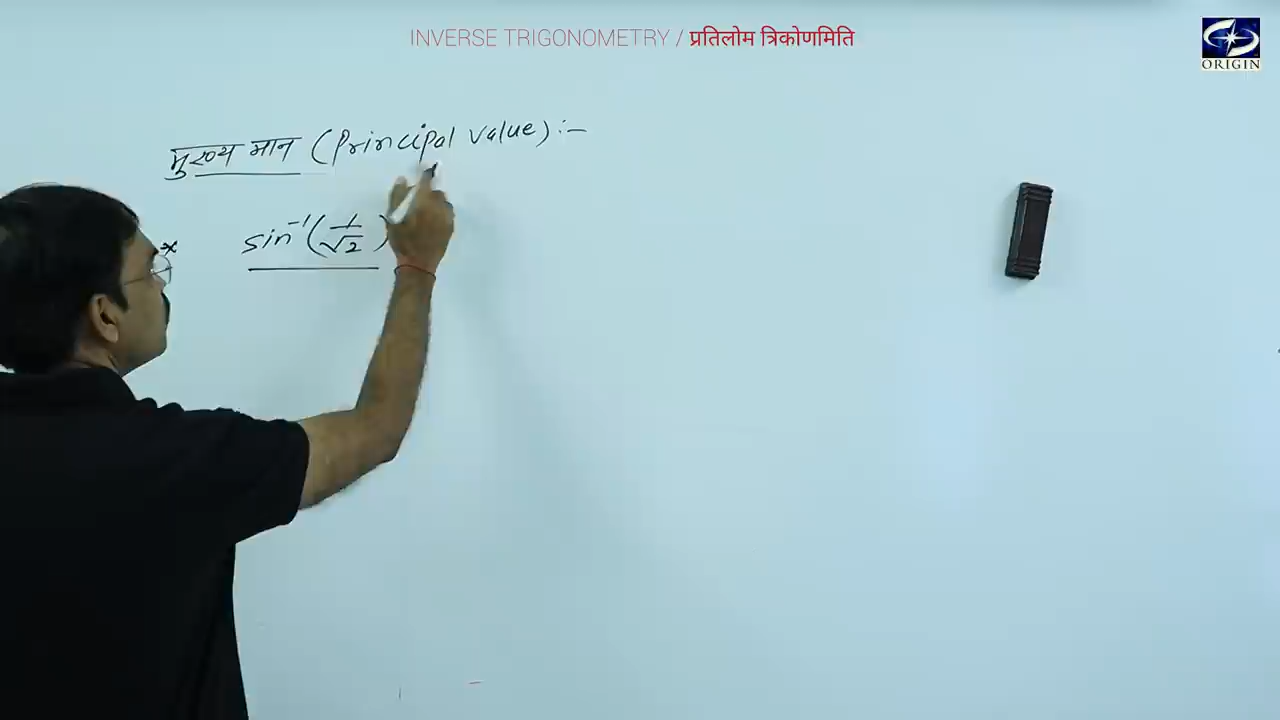 INVERSE TRIGONOMETRY / प्रतिलोम त्रिकोणमिति
ORIGIN
मुख्य मान (Principal value) :-
* sin⁻¹(1/√2)